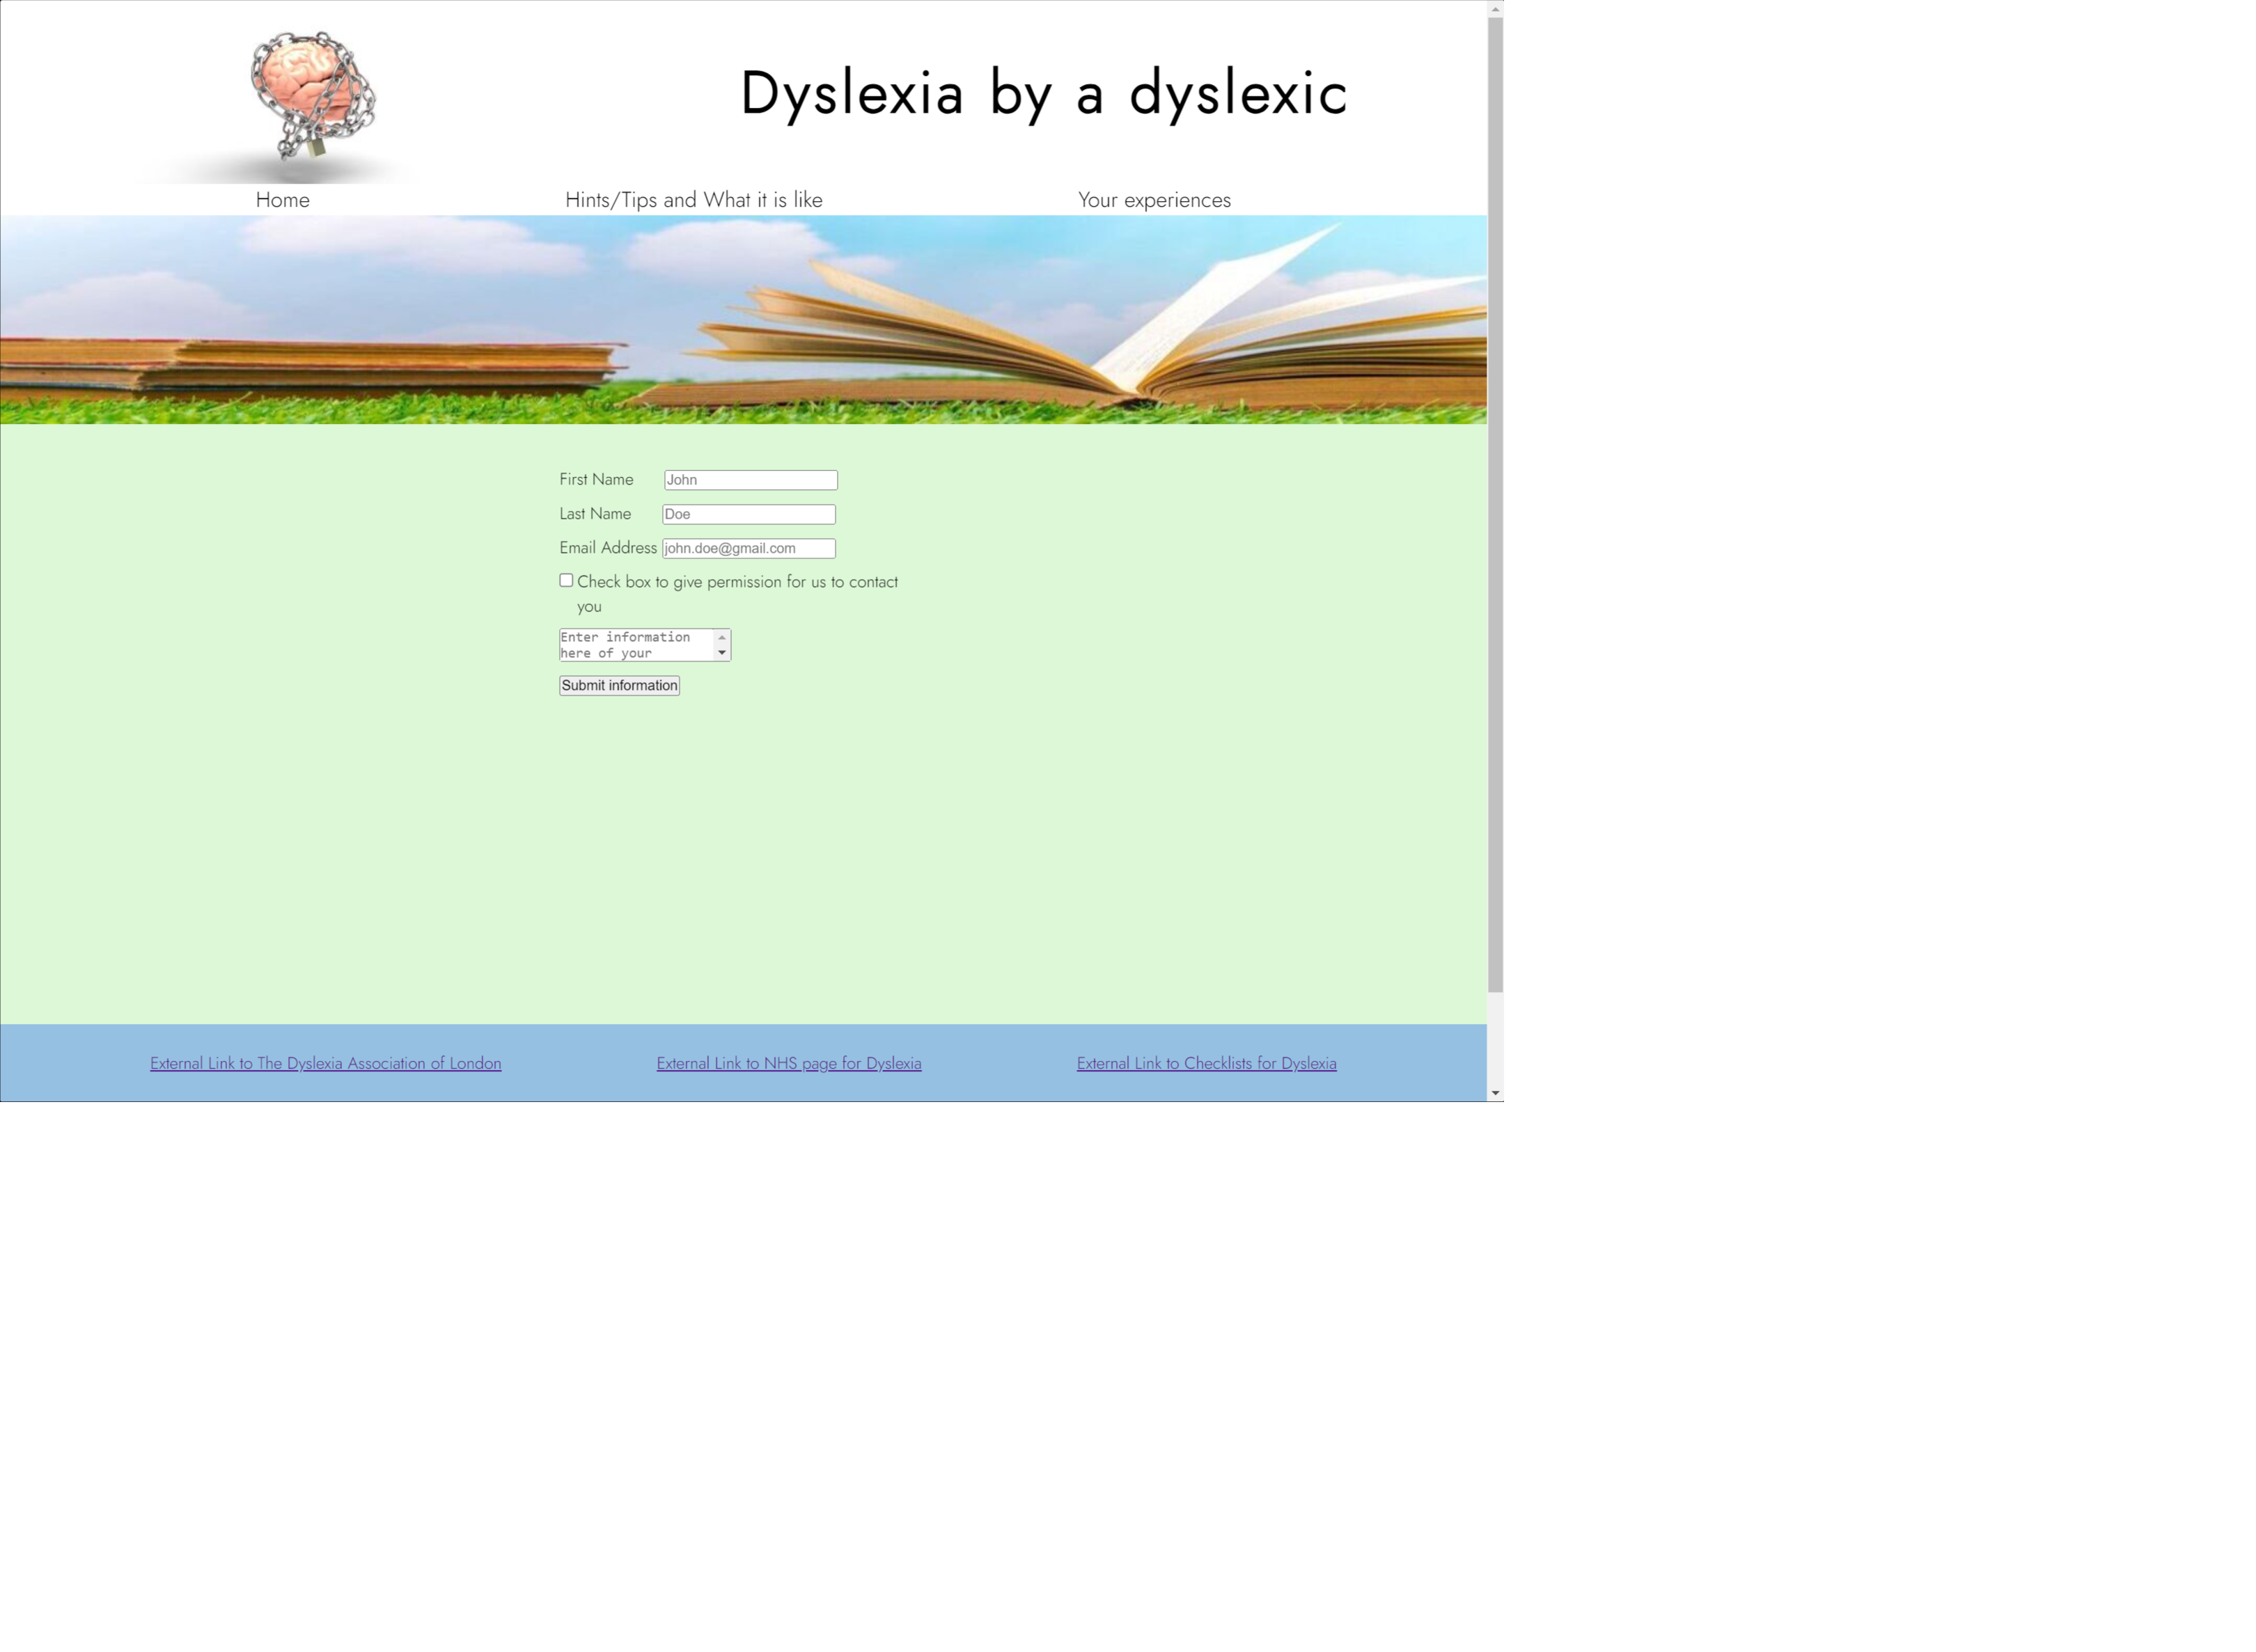 Dyslexia by a dyslexic
Home
Hints/Tips and What it is like
Your experiences
First Name
John
Last Name
Doe
Email Address
john.doe@gmail.com
Check box to give permission for us to contact
you
Enter information
here of your
Submit information
External Link to The Dyslexia Association of London
External Link to NHS page for Dyslexia
External Link to Checklists for Dyslexia